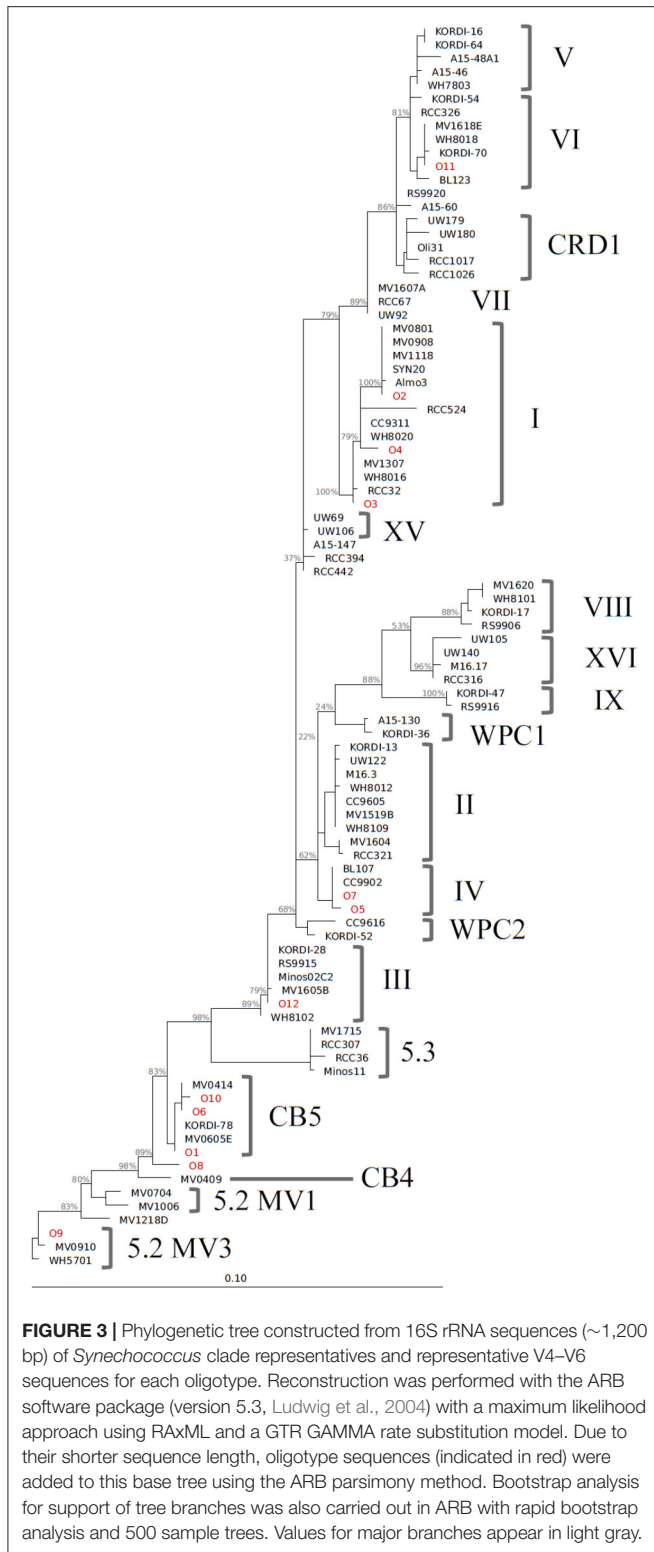 KORDI-16
KORDI-64
A15-48A1
A15-46
WH7803
V
KORDI-54
81%
RCC326
MV1618E
WH8018
KORDI-70
O11
BL123
VI
RS9920
A15-60
86%
UW179
UW180
Oli31
RCC1017
RCC1026
CRD1
MV1607A
89%
RCC67
UW92
VII
79%
MV0801
MV0908
MV1118
SYN20
100%
Almo3
O2
RCC524
CC9311
WH8020
79%
O4
MV1307
WH8016
RCC32
100%
O3
I
UW69
UW106
XV
A15-147
37%
RCC394
RCC442
MV1620
WH8101
88%
KORDI-17
RS9906
VIII
53%
UW105
UW140
96%
M16.17
RCC316
XVI
88%
100%
KORDI-47
RS9916
IX
24%
A15-130
KORDI-36
WPC1
22%
KORDI-13
UW122
M16.3
WH8012
CC9605
MV1519B
WH8109
MV1604
RCC321
II
62%
BL107
CC9902
O7
O5
IV
68%
CC9616
KORDI-52
WPC2
KORDI-28
RS9915
Minos02C2
79%
MV1605B
89%
O12
WH8102
III
98%
MV1715
RCC307
RCC36
Minos11
5.3
83%
MV0414
O10
O6
KORDI-78
MV0605E
O1
CB5
89%
O8
98%
MV0409
CB4
80%
MV0704
MV1006
5.2 MV1
83%
MV1218D
O9
MV0910
WH5701
5.2 MV3
0.10
FIGURE 3 | Phylogenetic tree constructed from 16S rRNA sequences (∼1,200
bp) of Synechococcus clade representatives and representative V4–V6
sequences for each oligotype. Reconstruction was performed with the ARB
software package (version 5.3, Ludwig et al., 2004) with a maximum likelihood
approach using RAxML and a GTR GAMMA rate substitution model. Due to
their shorter sequence length, oligotype sequences (indicated in red) were
added to this base tree using the ARB parsimony method. Bootstrap analysis
for support of tree branches was also carried out in ARB with rapid bootstrap
analysis and 500 sample trees. Values for major branches appear in light gray.